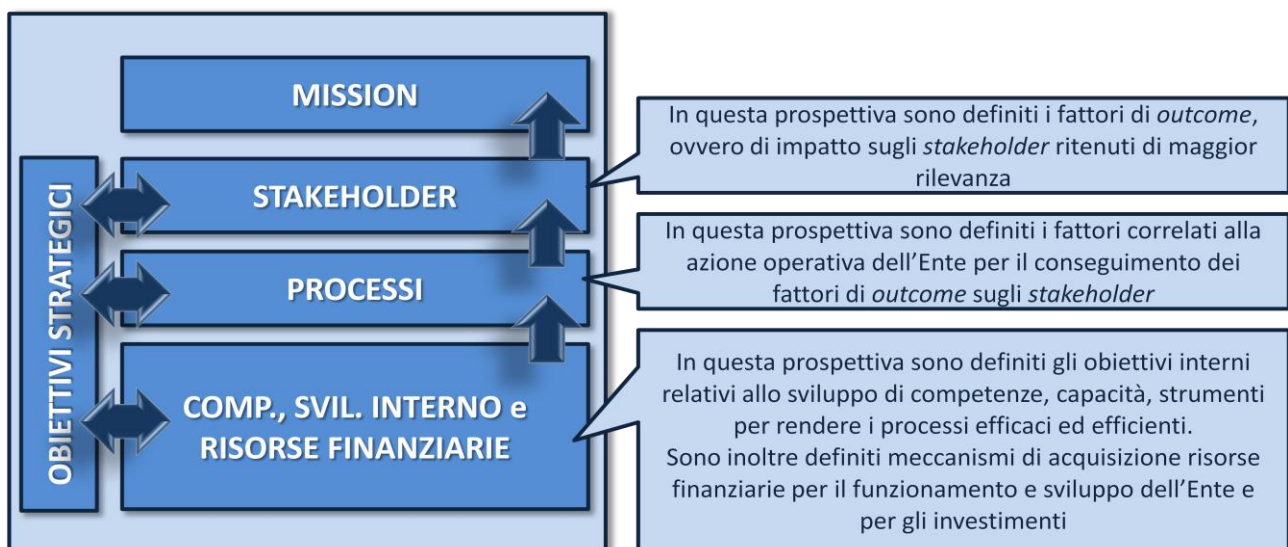 MISSION
In questa prospettiva sono definiti i fattori di outcome,
ovvero di impatto sugli stakeholder ritenuti di maggior
rilevanza
OBIETTIVI STRATEGICI
STAKEHOLDER
In questa prospettiva sono definiti i fattori correlati alla
azione operativa dell’Ente per il conseguimento dei
fattori di outcome sugli stakeholder
PROCESSI
COMP., SVIL. INTERNO e
RISORSE FINANZIARIE
In questa prospettiva sono definiti gli obiettivi interni
relativi allo sviluppo di competenze, capacità, strumenti
per rendere i processi efficaci ed efficienti.
Sono inoltre definiti meccanismi di acquisizione risorse
finanziarie per il funzionamento e sviluppo dell’Ente e
per gli investimenti